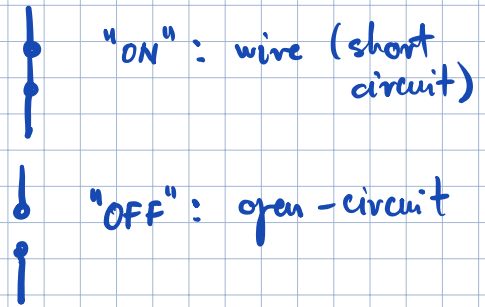 "ON" : wire (short
circuit)
"OFF" : open-circuit